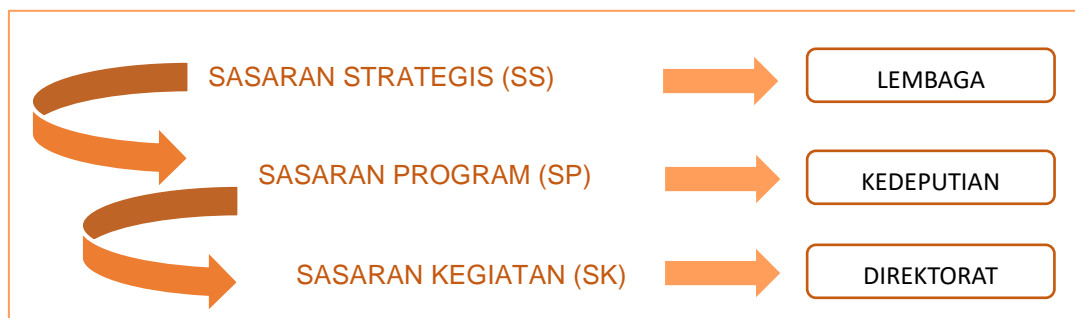 SASARAN STRATEGIS (SS)
LEMBAGA
SASARAN PROGRAM (SP)
KEDEPUTIAN
SASARAN KEGIATAN (SK)
DIREKTORAT